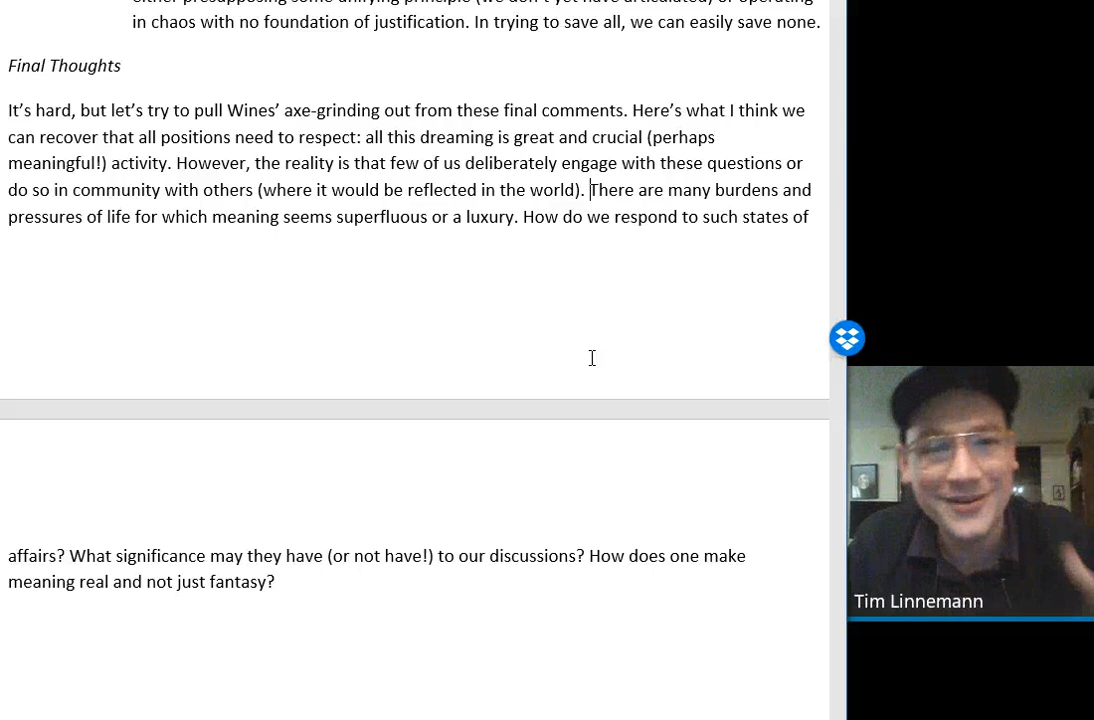 in chaos with no foundation of justification. In trying to save all, we can easily save none.
Final Thoughts
It's hard, but let's try to pull Wines' axe-grinding out from these final comments. Here's what I think we
can recover that all positions need to respect: all this dreaming is great and crucial (perhaps
meaningful!) activity. However, the reality is that few of us deliberately engage with these questions or
do so in community with others (where it would be reflected in the world). There are many burdens and
pressures of life for which meaning seems superfluous or a luxury. How do we respond to such states of
affairs? What significance may they have (or not have!) to our discussions? How does one make
meaning real and not just fantasy?
Tim Linnemann